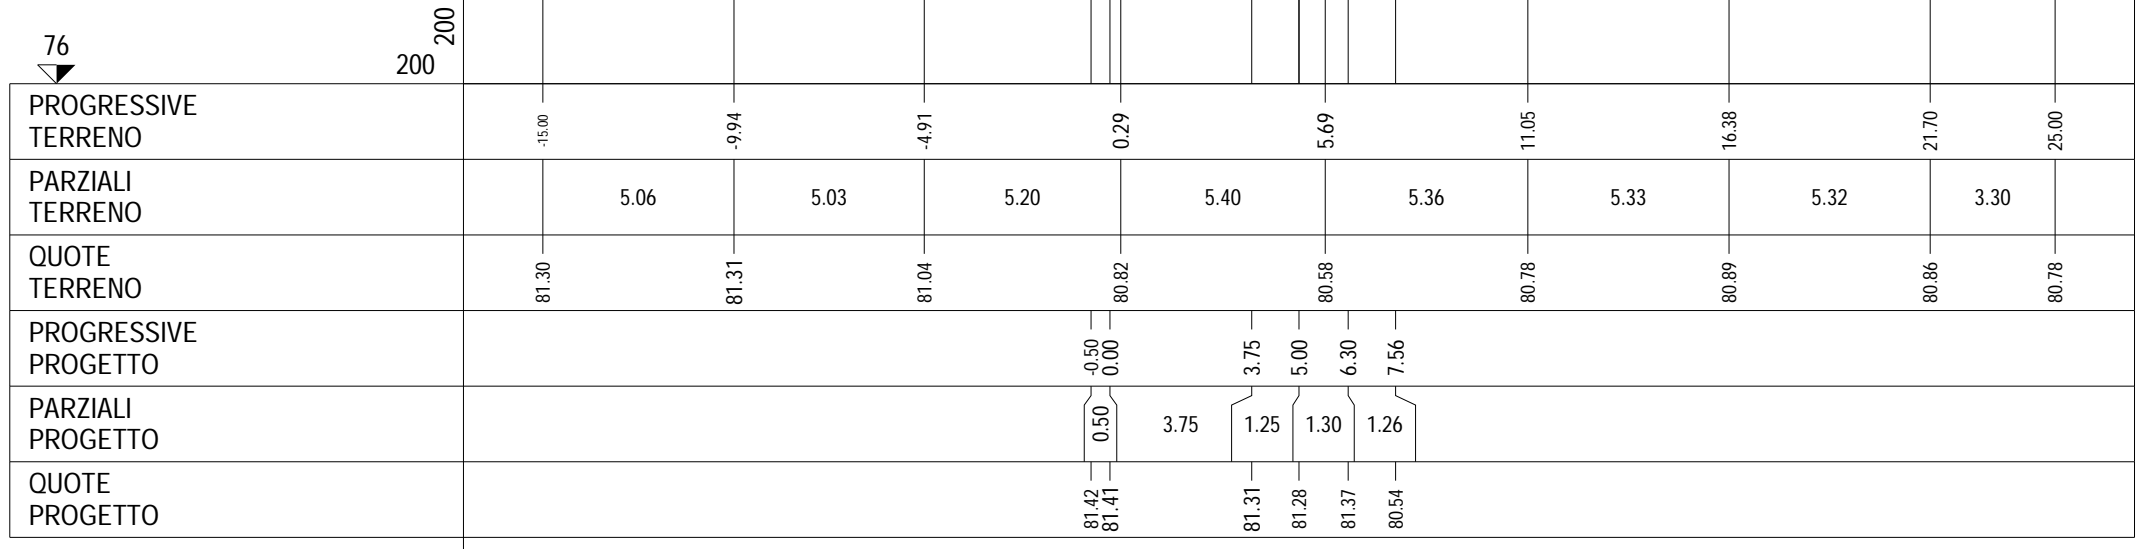 76
200
200
PROGRESSIVE
TERRENO
-15.00 -9.94 -4.91 0.29 5.69 11.05 16.38 21.70 25.00
PARZIALI
TERRENO
5.06 5.03 5.20 5.40 5.36 5.33 5.32 3.30
QUOTE
TERRENO
81.30 81.31 81.04 80.82 80.58 80.78 80.89 80.86 80.78
PROGRESSIVE
PROGETTO
-0.50 0.00 3.75 5.00 6.30 7.56
PARZIALI
PROGETTO
0.50 3.75 1.25 1.30 1.26
QUOTE
PROGETTO
81.42 81.41 81.31 81.28 81.37 80.54